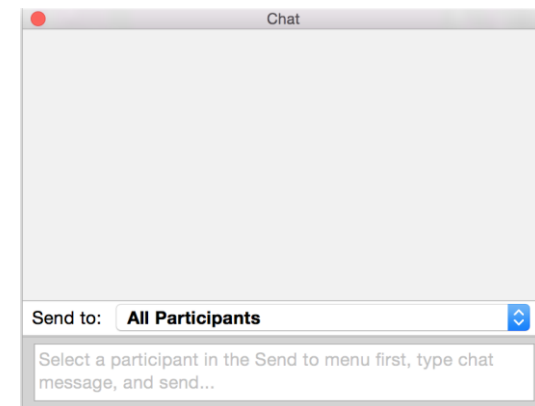 Chat
Send to: All Participants
Select a participant in the Send to menu first, type chat
message, and send...